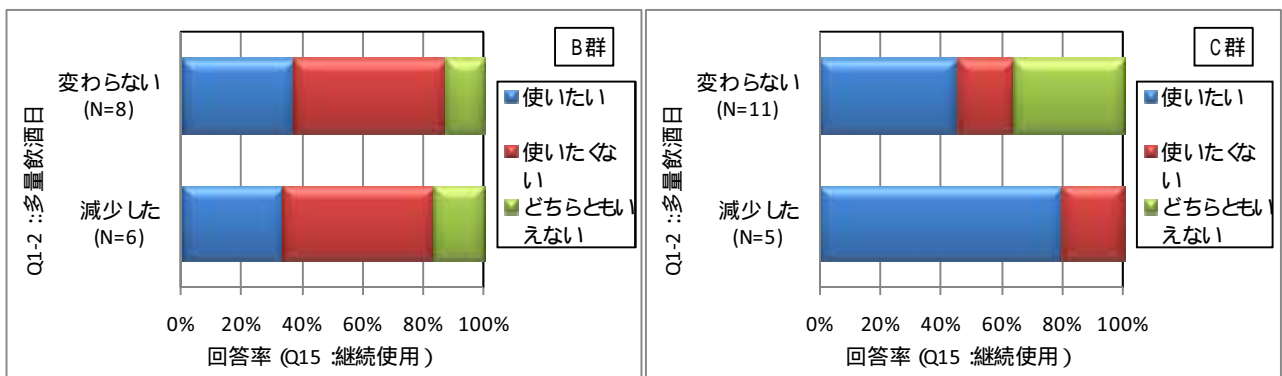 B群
Q1-2 :多量飲酒日
変わらない
(N=8)
減少した
(N=6)
0% 20% 40% 60% 80% 100%
回答率 (Q15 :継続使用 )
使いたい
使いたくな
い
どちらともい
えない
C群
Q1-2 :多量飲酒日
変わらない
(N=11)
減少した
(N=5)
0% 20% 40% 60% 80% 100%
回答率 (Q15 :継続使用 )
使いたい
使いたくな
い
どちらともい
えない